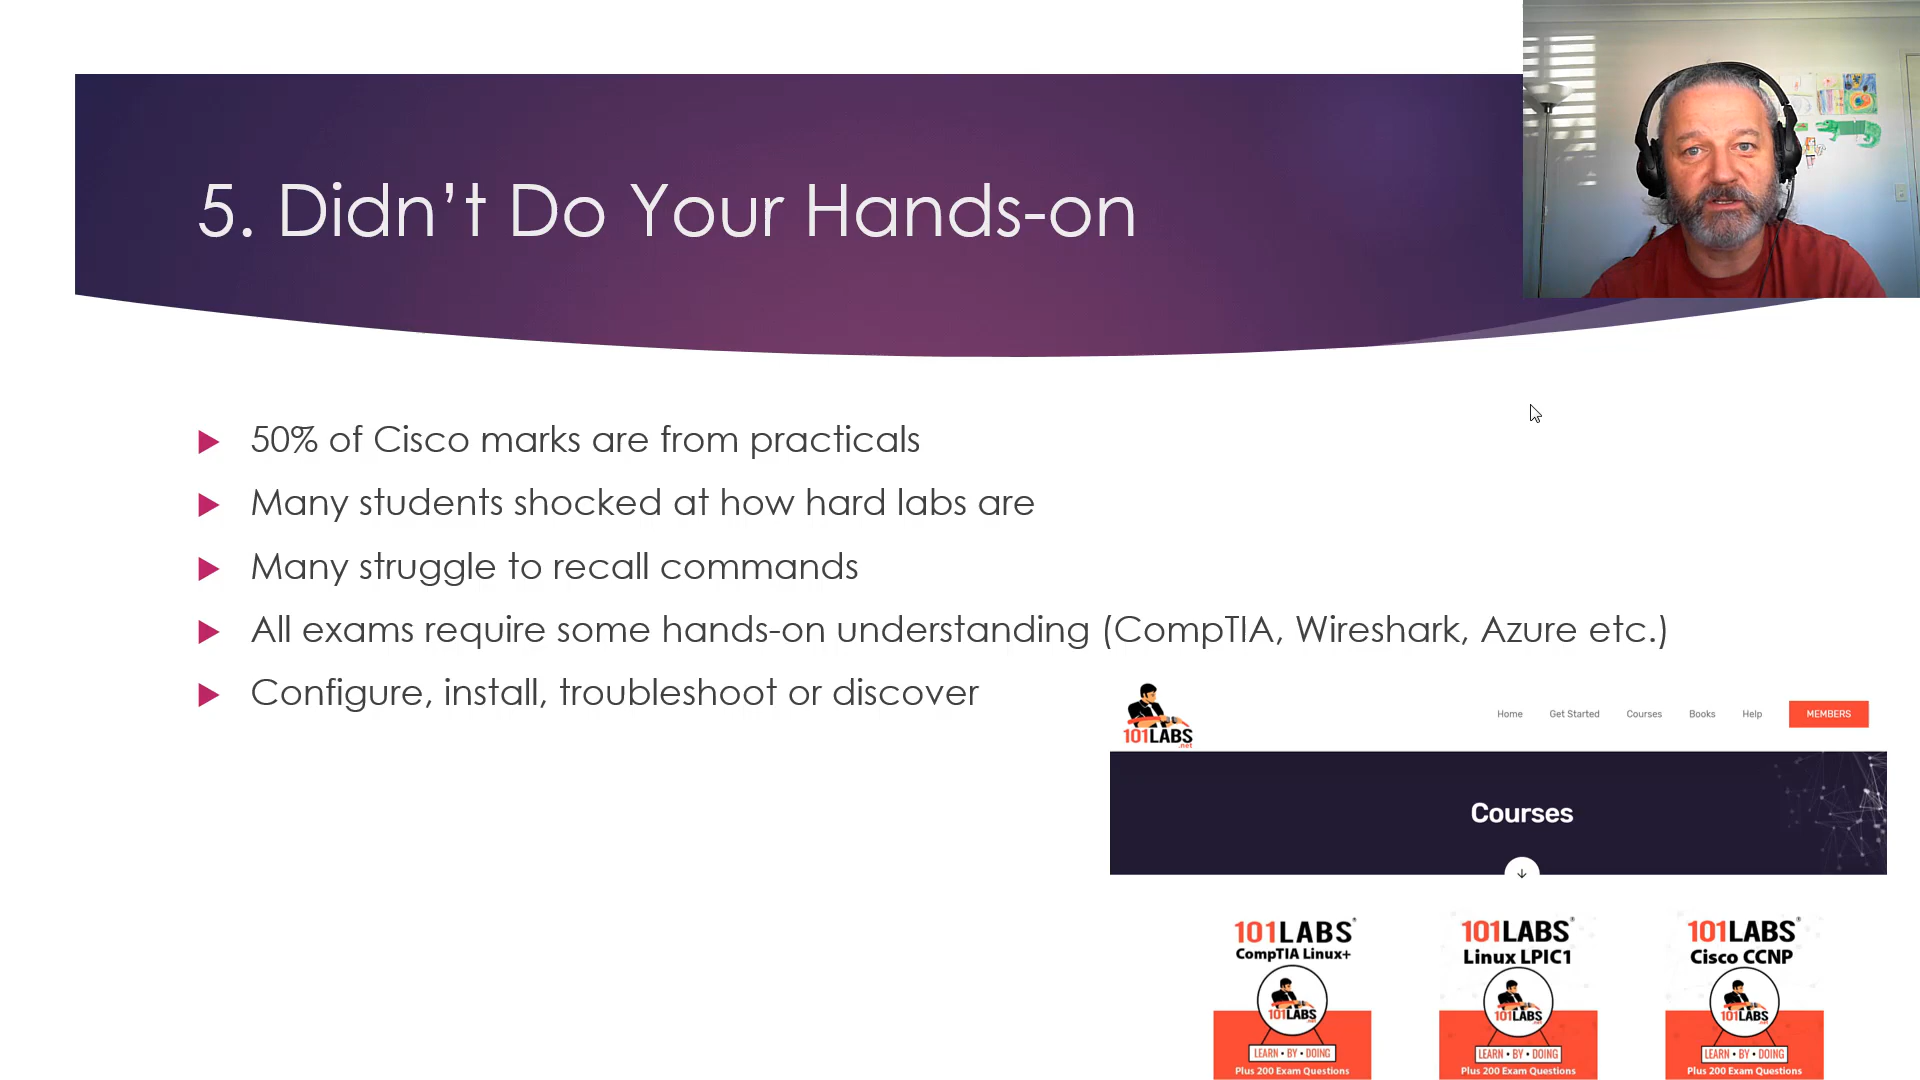 5. Didn’t Do Your Hands-on
50% of Cisco marks are from practicals
Many students shocked at how hard labs are
Many struggle to recall commands
All exams require some hands-on understanding (CompTIA, Wireshark, Azure etc.)
Configure, install, troubleshoot or discover
101LABS
.net
Home Get Started Courses Books Help MEMBERS
Courses
101LABS®
CompTIA Linux+
101LABS
LEARN • BY • DOING
Plus 200 Exam Questions
101LABS®
Linux LPIC1
101LABS
LEARN • BY • DOING
Plus 200 Exam Questions
101LABS®
Cisco CCNP
101LABS
LEARN • BY • DOING
Plus 200 Exam Questions